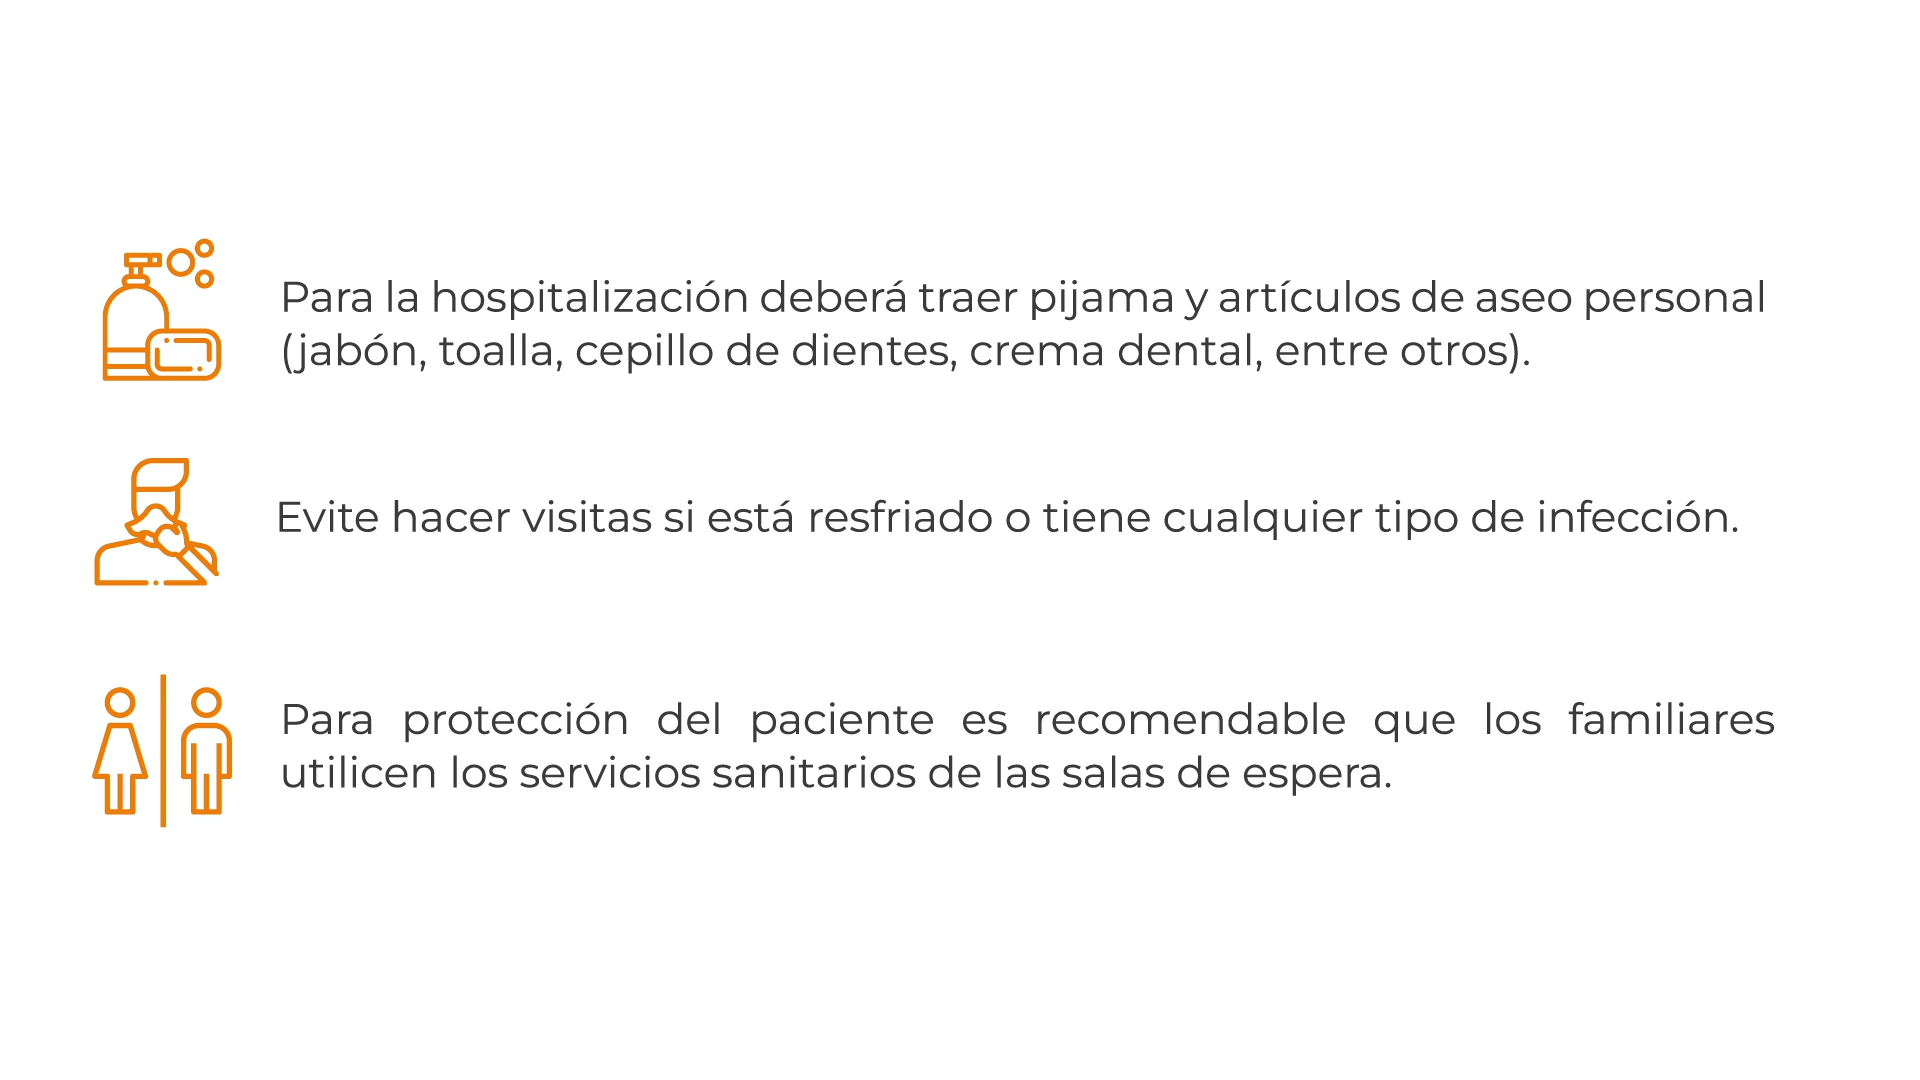 Para la hospitalización deberá traer pijama y artículos de aseo personal
(jabón, toalla, cepillo de dientes, crema dental, entre otros).
Evite hacer visitas si está resfriado o tiene cualquier tipo de infección.
Para protección del paciente es recomendable que los familiares
utilicen los servicios sanitarios de las salas de espera.